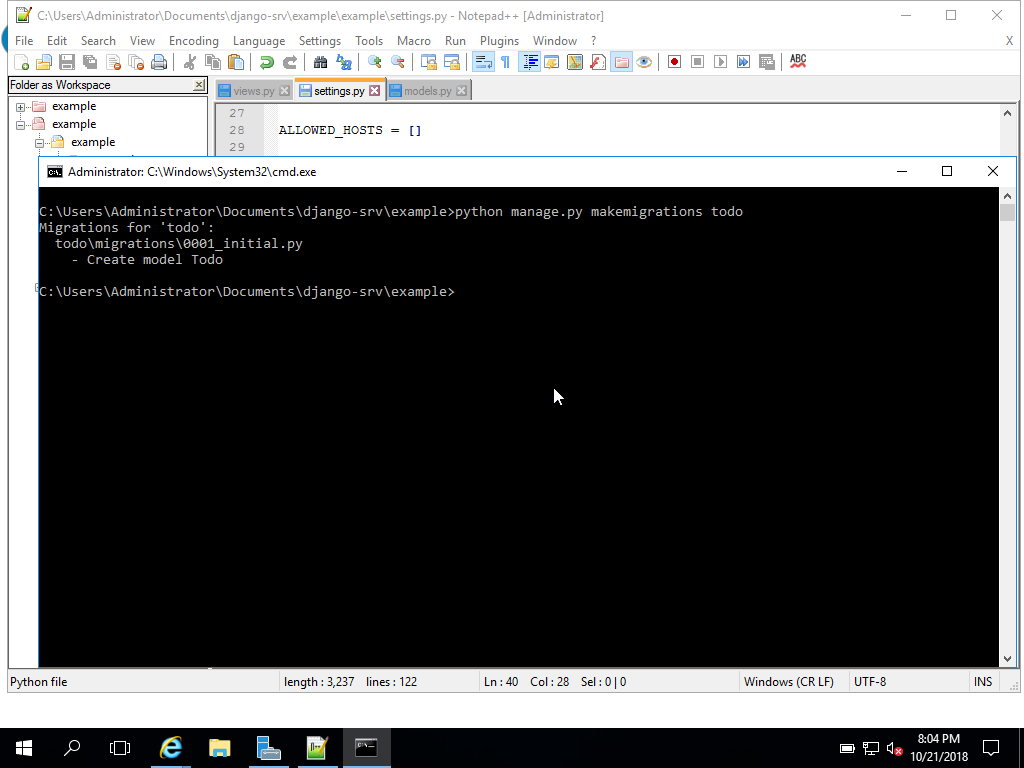 C:\Users\Administrator\Documents\django-srv\example\example\settings.py - Notepad++ [Administrator]
File Edit Search View Encoding Language Settings Tools Macro Run Plugins Window ? X
ABC
Folder as Workspace
views.py settings.py models.py
example
example
example
27
28 ALLOWED_HOSTS = []
29
Administrator: C:\Windows\System32\cmd.exe
C:\Users\Administrator\Documents\django-srv\example>python manage.py makemigrations todo
Migrations for 'todo':
todo\migrations\0001_initial.py
- Create model Todo
C:\Users\Administrator\Documents\django-srv\example>
Python file length : 3,237 lines : 122 Ln : 40 Col : 28 Sel : 0 | 0 Windows (CR LF) UTF-8 INS
8:04 PM
10/21/2018